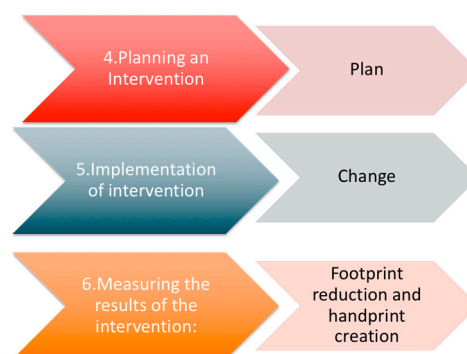 4.Planning an
Intervention
Plan
5.Implementation
of intervention
Change
6.Measuring the
results of the
intervention:
Footprint
reduction and
handprint
creation